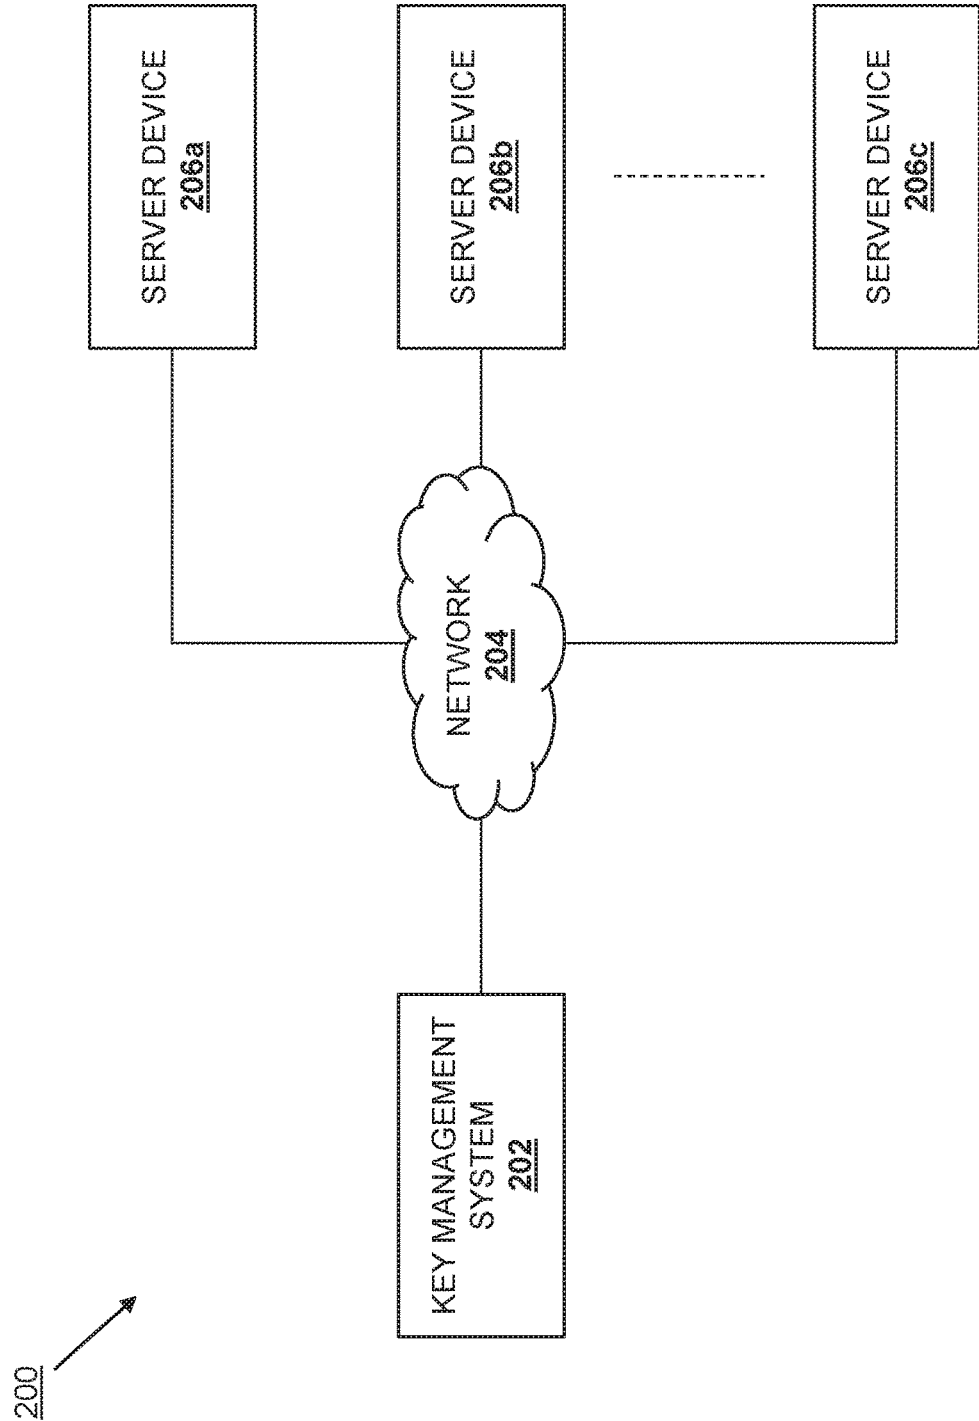 200
KEY MANAGEMENT
SYSTEM
202
NETWORK
204
SERVER DEVICE
206a
SERVER DEVICE
206b
SERVER DEVICE
206c